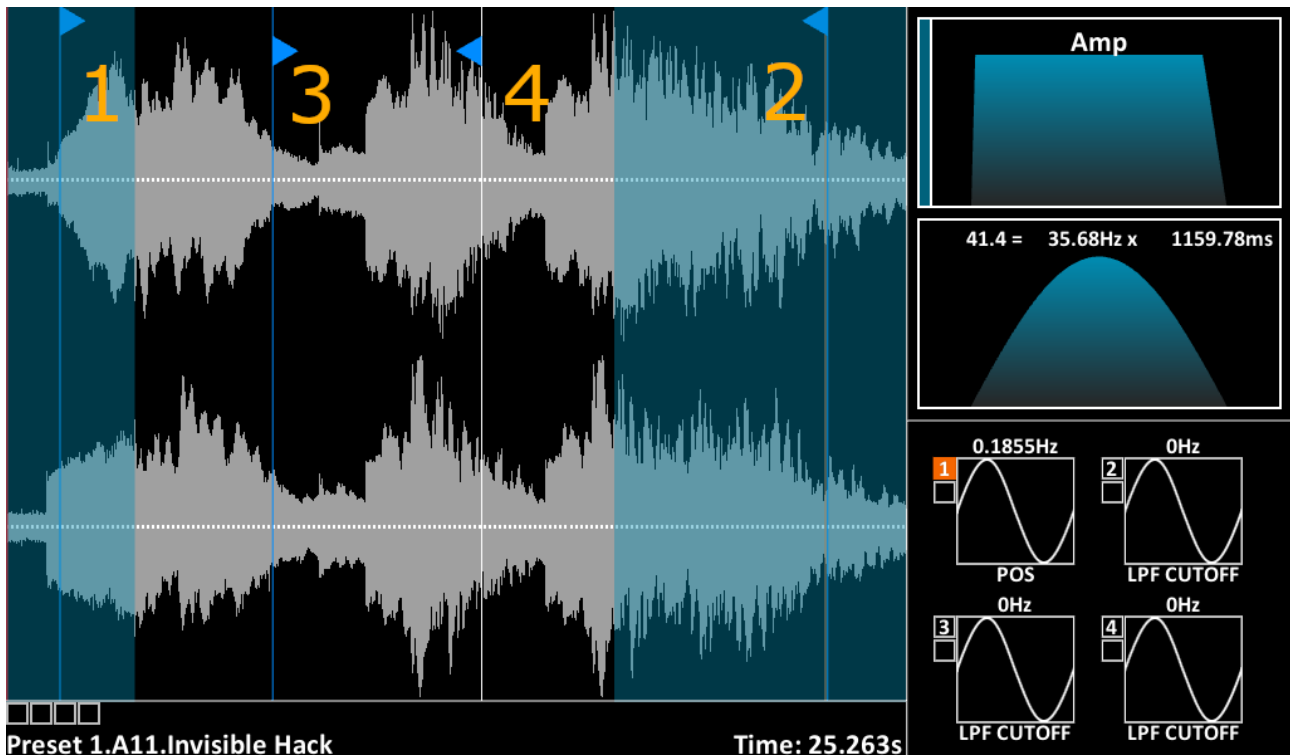 1
3
4
2
Amp
41.4 = 35.68Hz x 1159.78ms
0.1855Hz
1
POS
0Hz
2
LPF CUTOFF
0Hz
3
LPF CUTOFF
0Hz
4
LPF CUTOFF
Preset 1.A11.Invisible Hack
Time: 25.263s